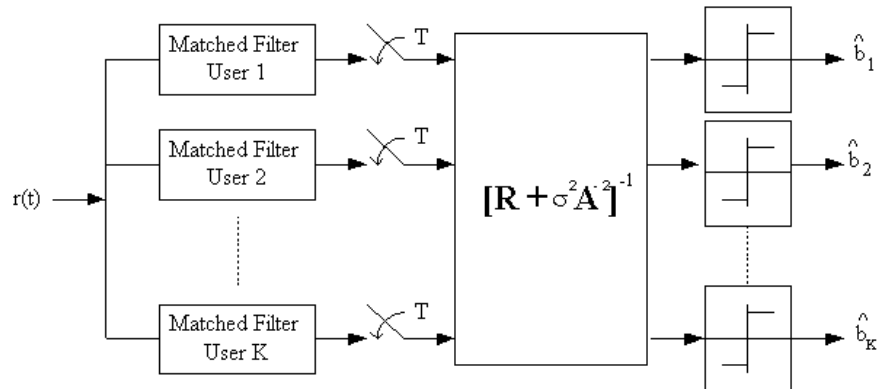 Matched Filter
User 1
T
b̂₁
Matched Filter
User 2
T
b̂₂
r(t)
[R + σ²A⁻²]⁻¹
Matched Filter
User K
T
b̂ₖ